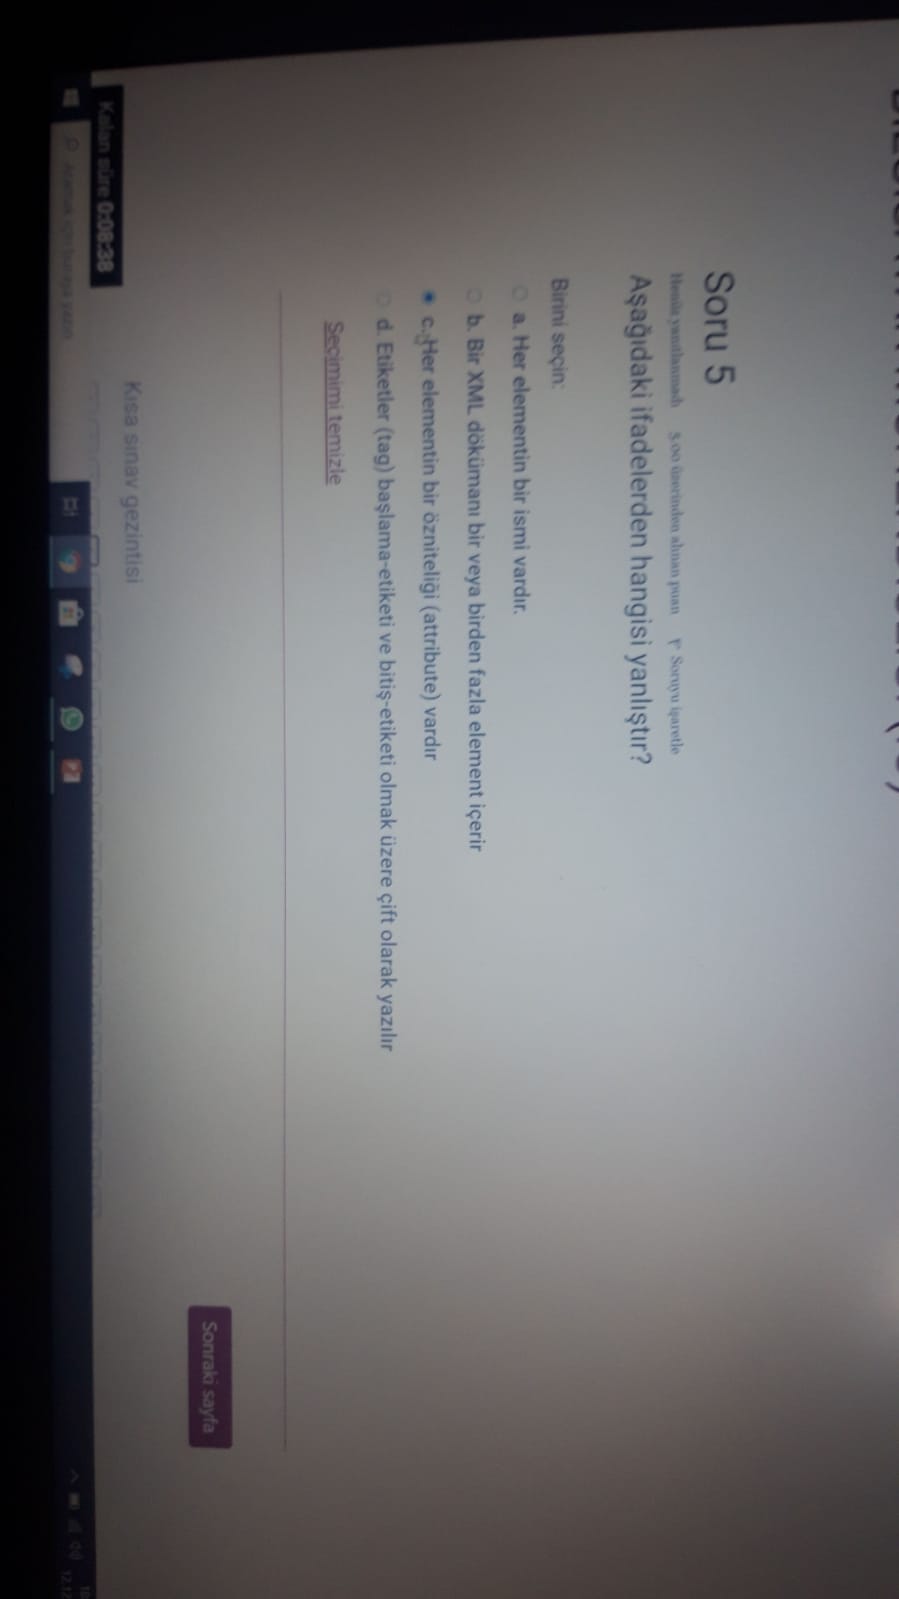 Soru 5
Henüz yanıtlanmadı 5,00 üzerinden alınan puan Soruyu işaretle
Aşağıdaki ifadelerden hangisi yanlıştır?
Birini seçin:
a. Her elementin bir ismi vardır.
b. Bir XML dökümanı bir veya birden fazla element içerir
c. Her elementin bir özniteliği (attribute) vardır
d. Etiketler (tag) başlama-etiketi ve bitiş-etiketi olmak üzere çift olarak yazılır
Seçimimi temizle
Sonraki sayfa
Kısa sınav gezintisi
Kalan süre 0:08:38
Aramak için buraya yazın